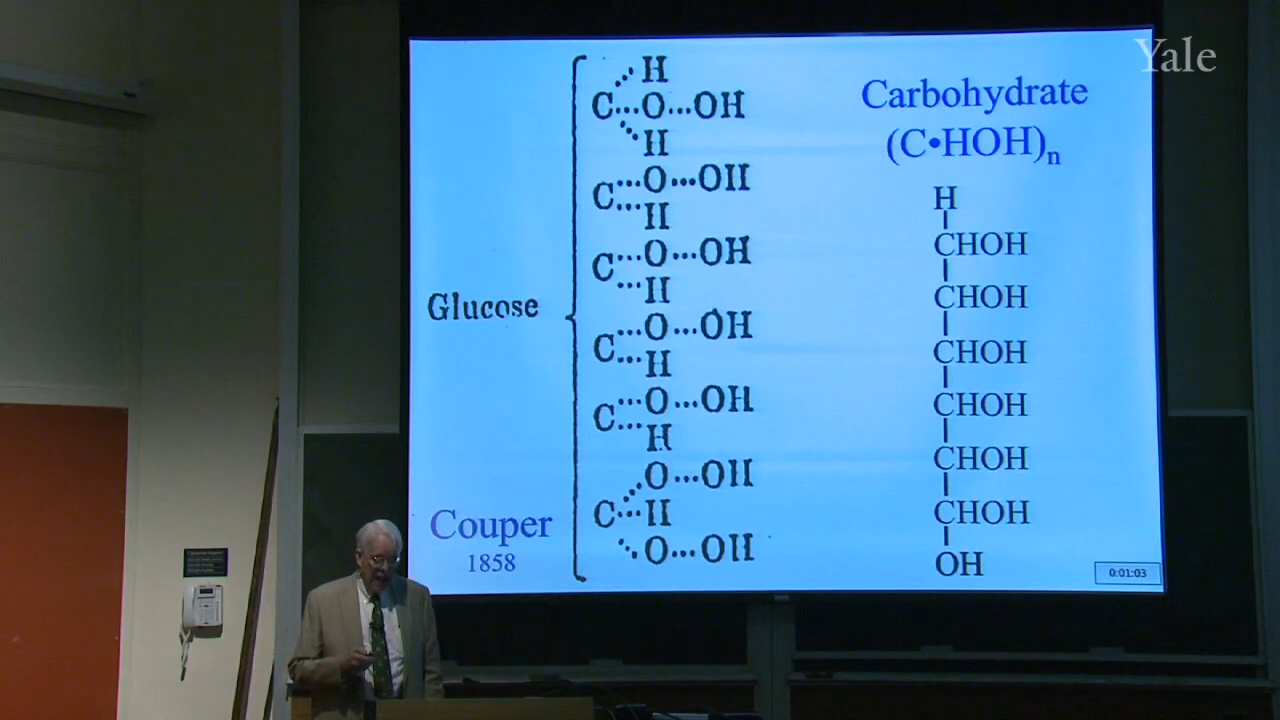 Yale
H
C...O...OH
H
C...O...OH
H
C...O...OH
H
Glucose
C...O...OH
H
C...O...OH
H
O...OH
C...H
O...OH
Couper
1858
Carbohydrate
(C•HOH)n
H
CHOH
CHOH
CHOH
CHOH
CHOH
CHOH
OH
0:01:03